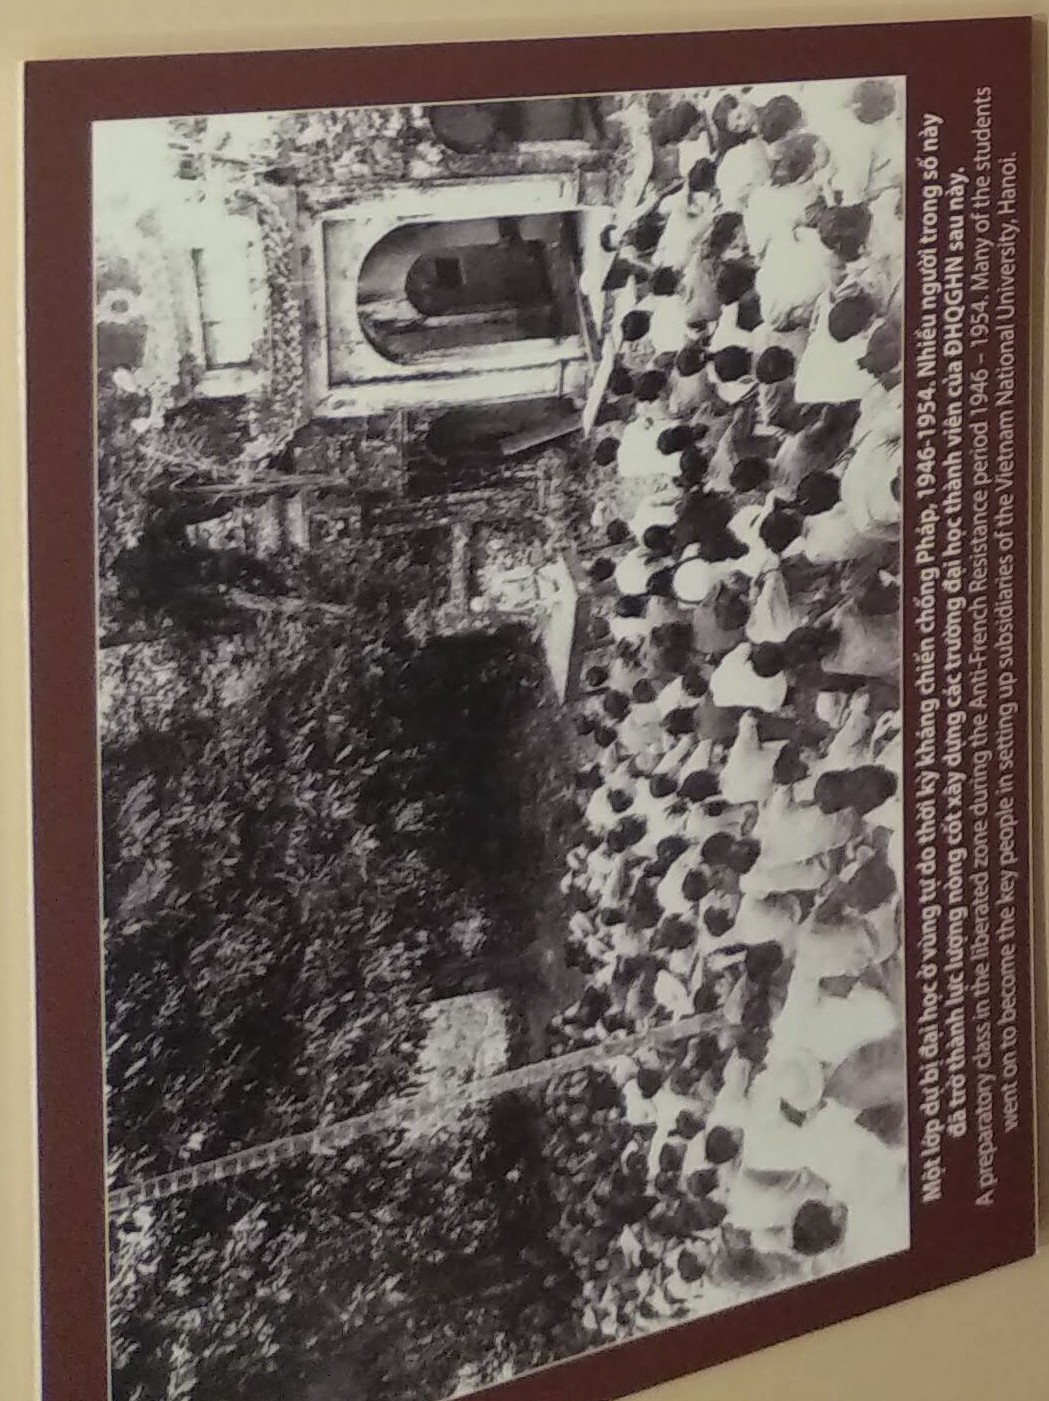 Một lớp dự bị đại học ở vùng tự do thời kỳ kháng chiến chống Pháp, 1946-1954. Nhiều người trong số này
đã trở thành lực lượng nòng cốt xây dựng các trường đại học thành viên của ĐHQGHN sau này.
A preparatory class in the liberated zone during the Anti-French Resistance period 1946 – 1954. Many of the students
went on to become the key people in setting up subsidiaries of the Vietnam National University, Hanoi.